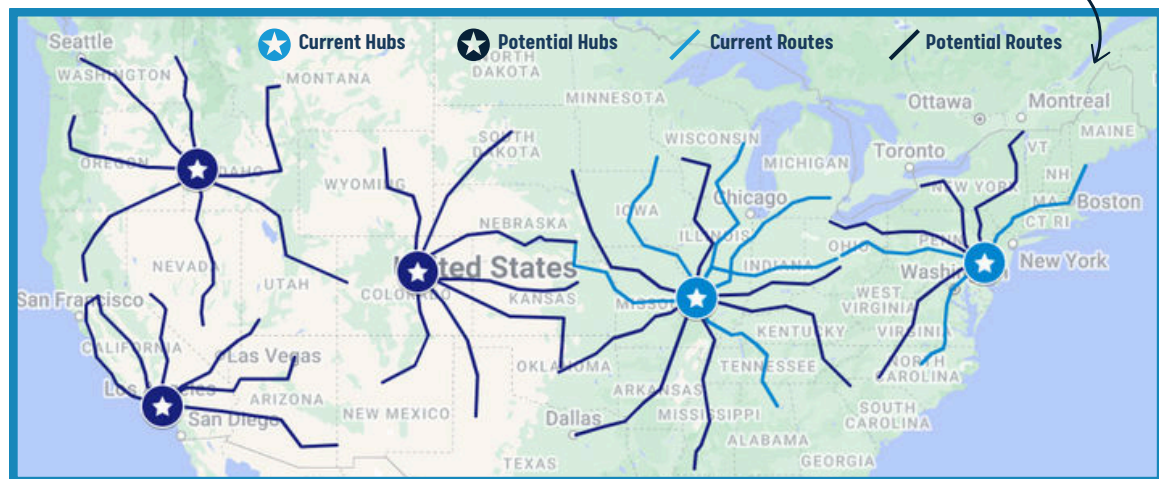 Current Hubs
Potential Hubs
Current Routes
Potential Routes
Seattle
WASHINGTON
MONTANA
NORTH
DAKOTA
MINNESOTA
Ottawa
Montreal
MAINE
OREGON
IDAHO
WYOMING
SOUTH
DAKOTA
WISCONSIN
MICHIGAN
Toronto
VT
NH
NEW YORK
MA
Boston
CT RI
NEBRASKA
IOWA
Chicago
ILLINOIS
INDIANA
OHIO
PENN
New York
NEVADA
UTAH
COLORADO
United States
KANSAS
MISSOU
WEST
VIRGINIA
Washin
San Francisco
CALIFORNIA
Las Vegas
KENTUCKY
VIRGINIA
Los Angeles
ARIZONA
NEW MEXICO
OKLAHOMA
ARKANSAS
TENNESSEE
NORTH
CAROLINA
San Diego
Dallas
MISSISSIPPI
ALABAMA
SOUTH
CAROLINA
TEXAS
GEORGIA